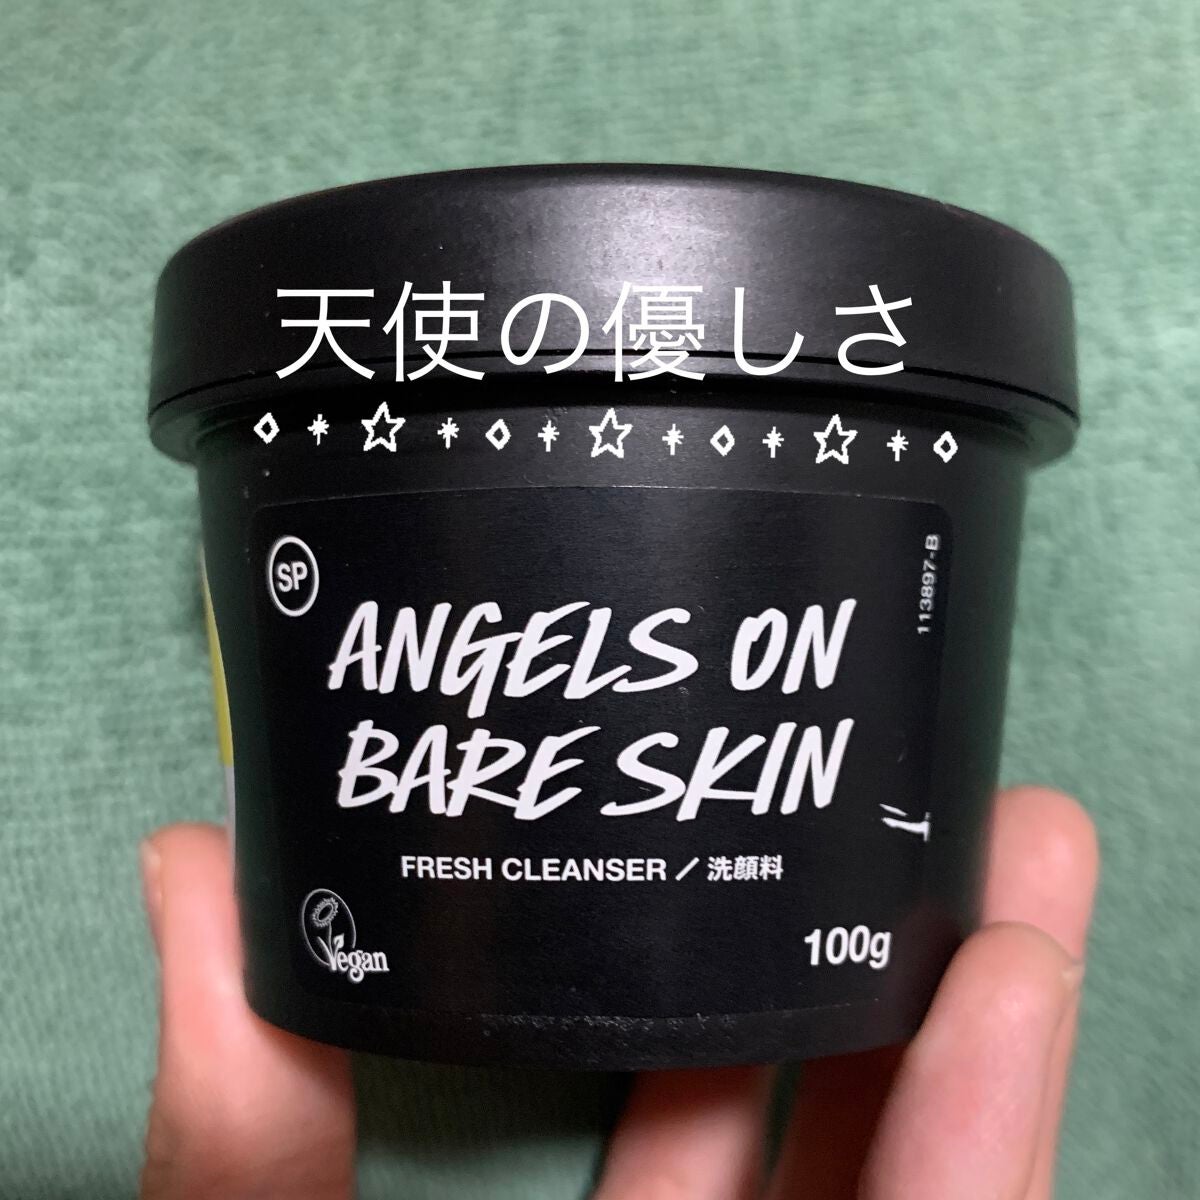 天使の優しさ
SP
113897-B
ANGELS ON
BARE SKIN
FRESH CLEANSER / 洗顔料
Vegan
100g